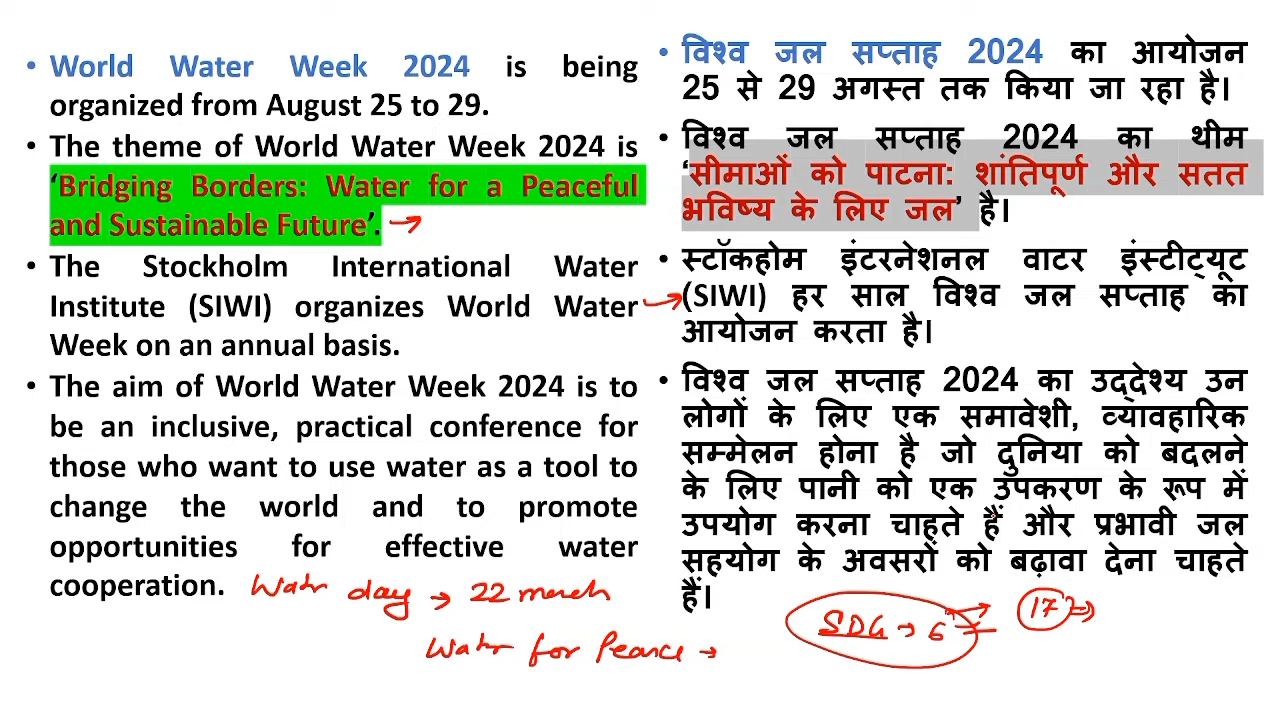 • World Water Week 2024 is being
organized from August 25 to 29.
• The theme of World Water Week 2024 is
‘Bridging Borders: Water for a Peaceful
and Sustainable Future’.
• The Stockholm International Water
Institute (SIWI) organizes World Water
Week on an annual basis.
• The aim of World Water Week 2024 is to
be an inclusive, practical conference for
those who want to use water as a tool to
change the world and to promote
opportunities for effective water
cooperation.
Water day → 22 march
Water for Peance →
• विश्व जल सप्ताह 2024 का आयोजन
25 से 29 अगस्त तक किया जा रहा है।
• विश्व जल सप्ताह 2024 का थीम
‘सीमाओं को पाटना: शांतिपूर्ण और सतत
भविष्य के लिए जल’ है।
• स्टॉकहोम इंटरनेशनल वाटर इंस्टीट्यूट
(SIWI) हर साल विश्व जल सप्ताह का
आयोजन करता है।
• विश्व जल सप्ताह 2024 का उद्देश्य उन
लोगों के लिए एक समावेशी, व्यावहारिक
सम्मेलन होना है जो दुनिया को बदलने
के लिए पानी को एक उपकरण के रूप में
उपयोग करना चाहते हैं और प्रभावी जल
सहयोग के अवसरों को बढ़ावा देना चाहते
हैं।
SDG → 6 → 17